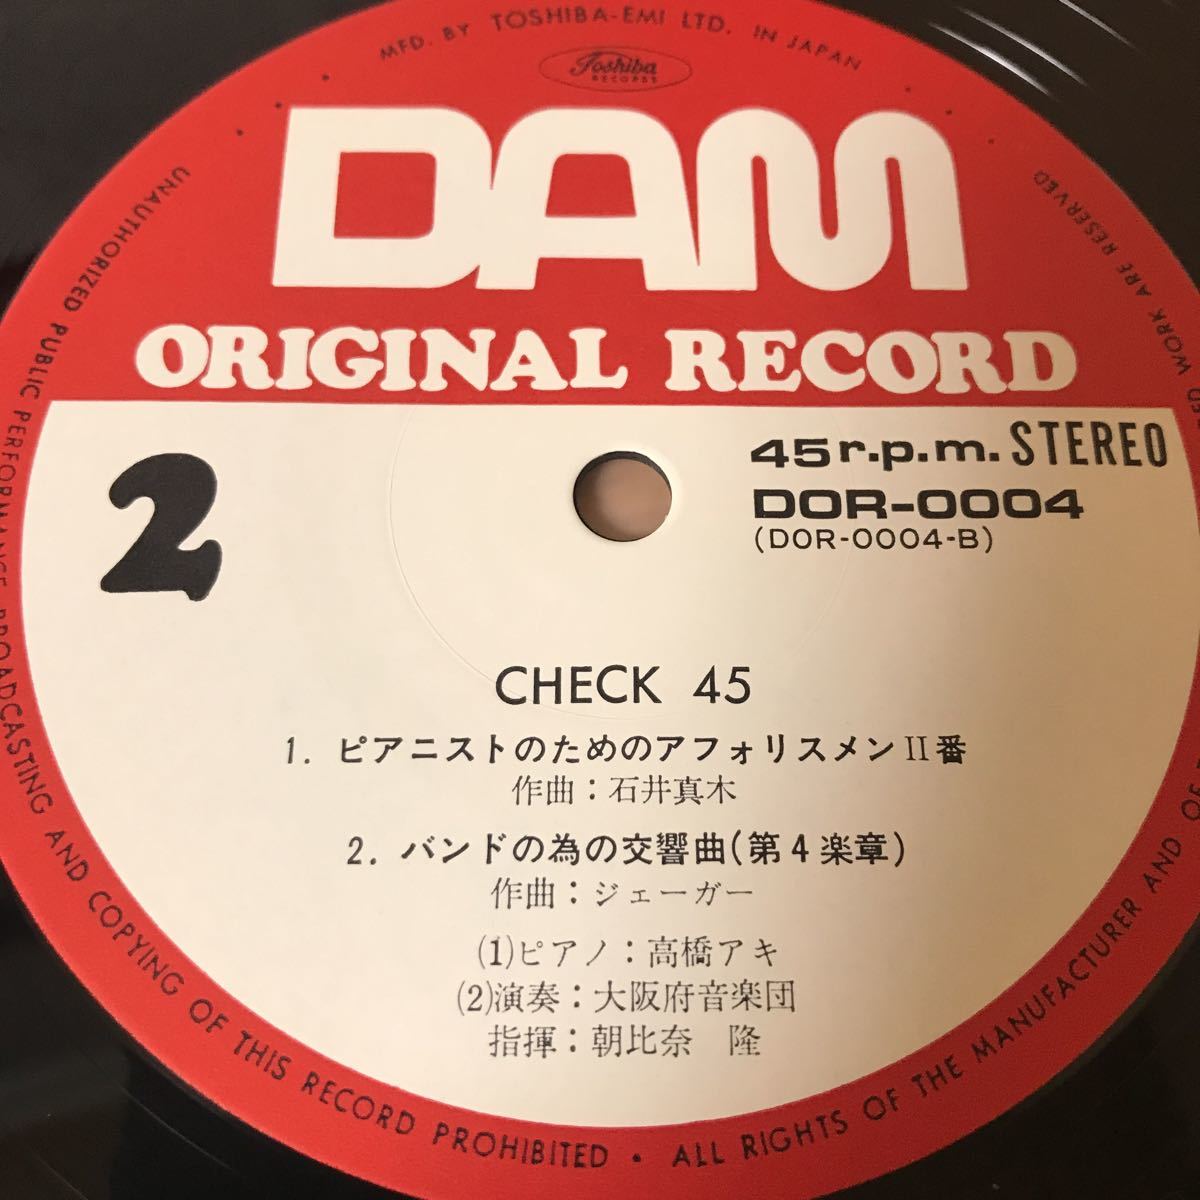 MFD. BY TOSHIBA-EMI LTD. IN JAPAN
Toshiba
RECORDS
DAM
ORIGINAL RECORD
2
45 r.p.m. STEREO
DOR-0004
(DOR-0004-B)
CHECK 45
1. ピアニストのためのアフォリスメンII番
作曲：石井真木
2. バンドの為の交響曲(第4楽章)
作曲：ジェーガー
(1)ピアノ：高橋アキ
(2)演奏：大阪府音楽団
指揮：朝比奈 隆
UNAUTHORIZED PUBLIC PERFORMANCE BROADCASTING AND COPYING OF THIS RECORD PROHIBITED • ALL RIGHTS OF THE MANUFACTURER AND OF
WORK ARE RESERVED